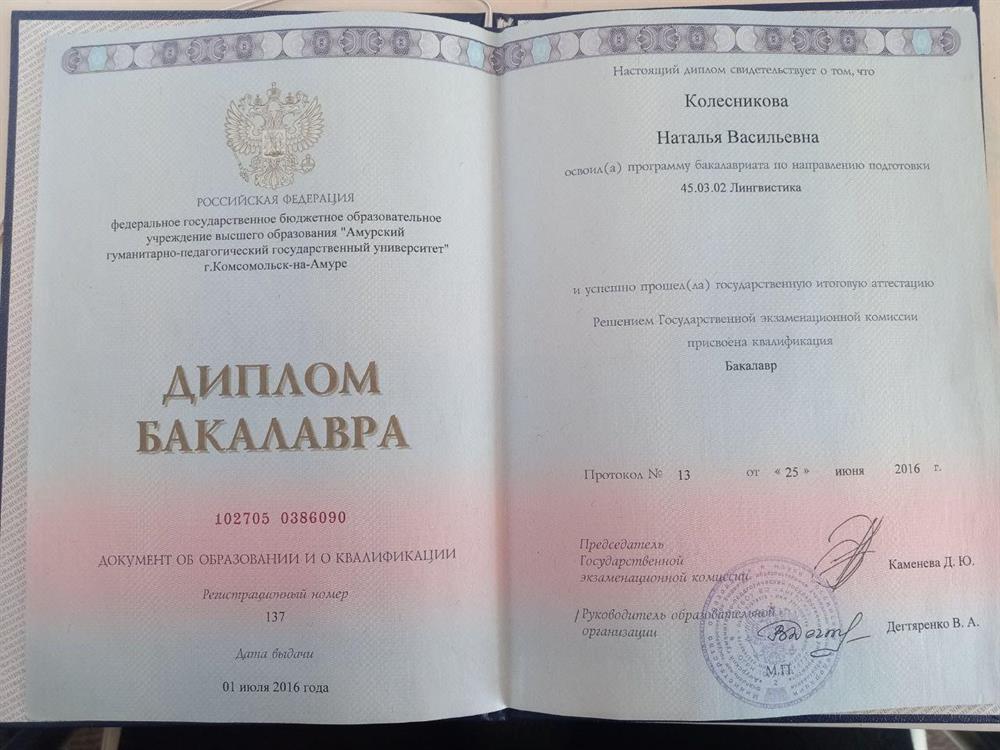 РОССИЙСКАЯ ФЕДЕРАЦИЯ
федеральное государственное бюджетное образовательное
учреждение высшего образования "Амурский
гуманитарно-педагогический государственный университет"
г.Комсомольск-на-Амуре
ДИПЛОМ
БАКАЛАВРА
102705 0386090
ДОКУМЕНТ ОБ ОБРАЗОВАНИИ И О КВАЛИФИКАЦИИ
Регистрационный номер
137
Дата выдачи
01 июля 2016 года
Настоящий диплом свидетельствует о том, что
Колесникова
Наталья Васильевна
освоил(а) программу бакалавриата по направлению подготовки
45.03.02 Лингвистика
и успешно прошел(ла) государственную итоговую аттестацию
Решением Государственной экзаменационной комиссии
присвоена квалификация
Бакалавр
Протокол № 13 от « 25 » июня 2016 г.
Председатель
Государственной
экзаменационной комиссии
Каменева Д. Ю.
/Руководитель образовательной
организации
Дегтяренко В. А.
М.П.